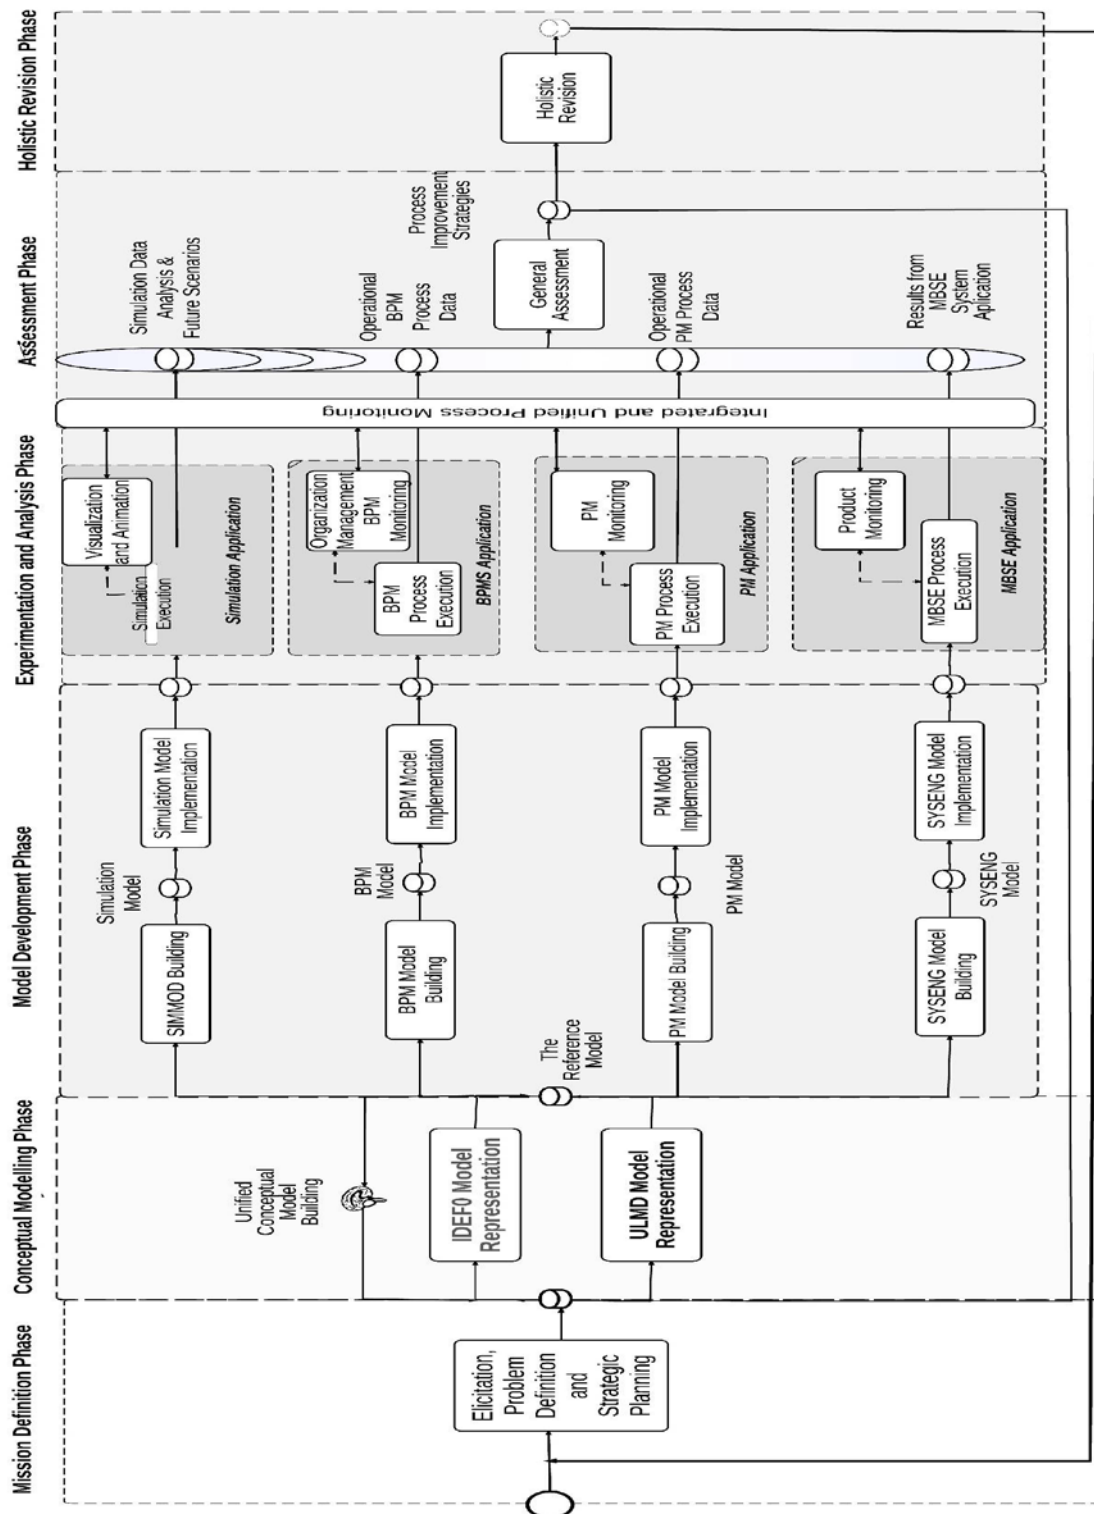 Mission Definition Phase
Conceptual Modelling Phase
Model Development Phase
Experimentation and Analysis Phase
Assessment Phase
Holistic Revision Phase
Elicitation,
Problem
Definition
and
Strategic
Planning
Unified
Conceptual
Model
Building
IDEF0 Model
Representation
ULMD Model
Representation
The
Reference
Model
SIMMOD Building
Simulation
Model
Simulation Model
Implementation
BPM Model
Building
BPM
Model
BPM Model
Implementation
PM Model Building
PM Model
PM Model
Implementation
SYSENG Model
Building
SYSENG
Model
SYSENG Model
Implementation
Visualization
and Animation
Simulation
Execution
Simulation Application
Organization
Management
BPM
Monitoring
BPM
Process
Execution
BPMS Application
PM
Monitoring
PM Process
Execution
PM Application
Product
Monitoring
MBSE Process
Execution
MBSE Application
Integrated and Unified Process Monitoring
Simulation Data
Analysis &
Future Scenarios
Operational
BPM
Process
Data
Operational
PM Process
Data
Results from
MBSE
System
Aplication
General
Assessment
Process
Improvement
Strategies
Holistic
Revision